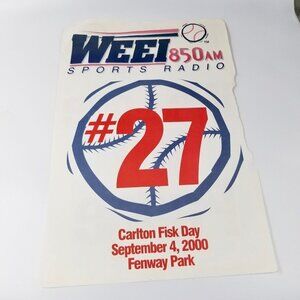 WEEI 850AM
SPORTS RADIO
#27
Carlton Fisk Day
September 4, 2000
Fenway Park